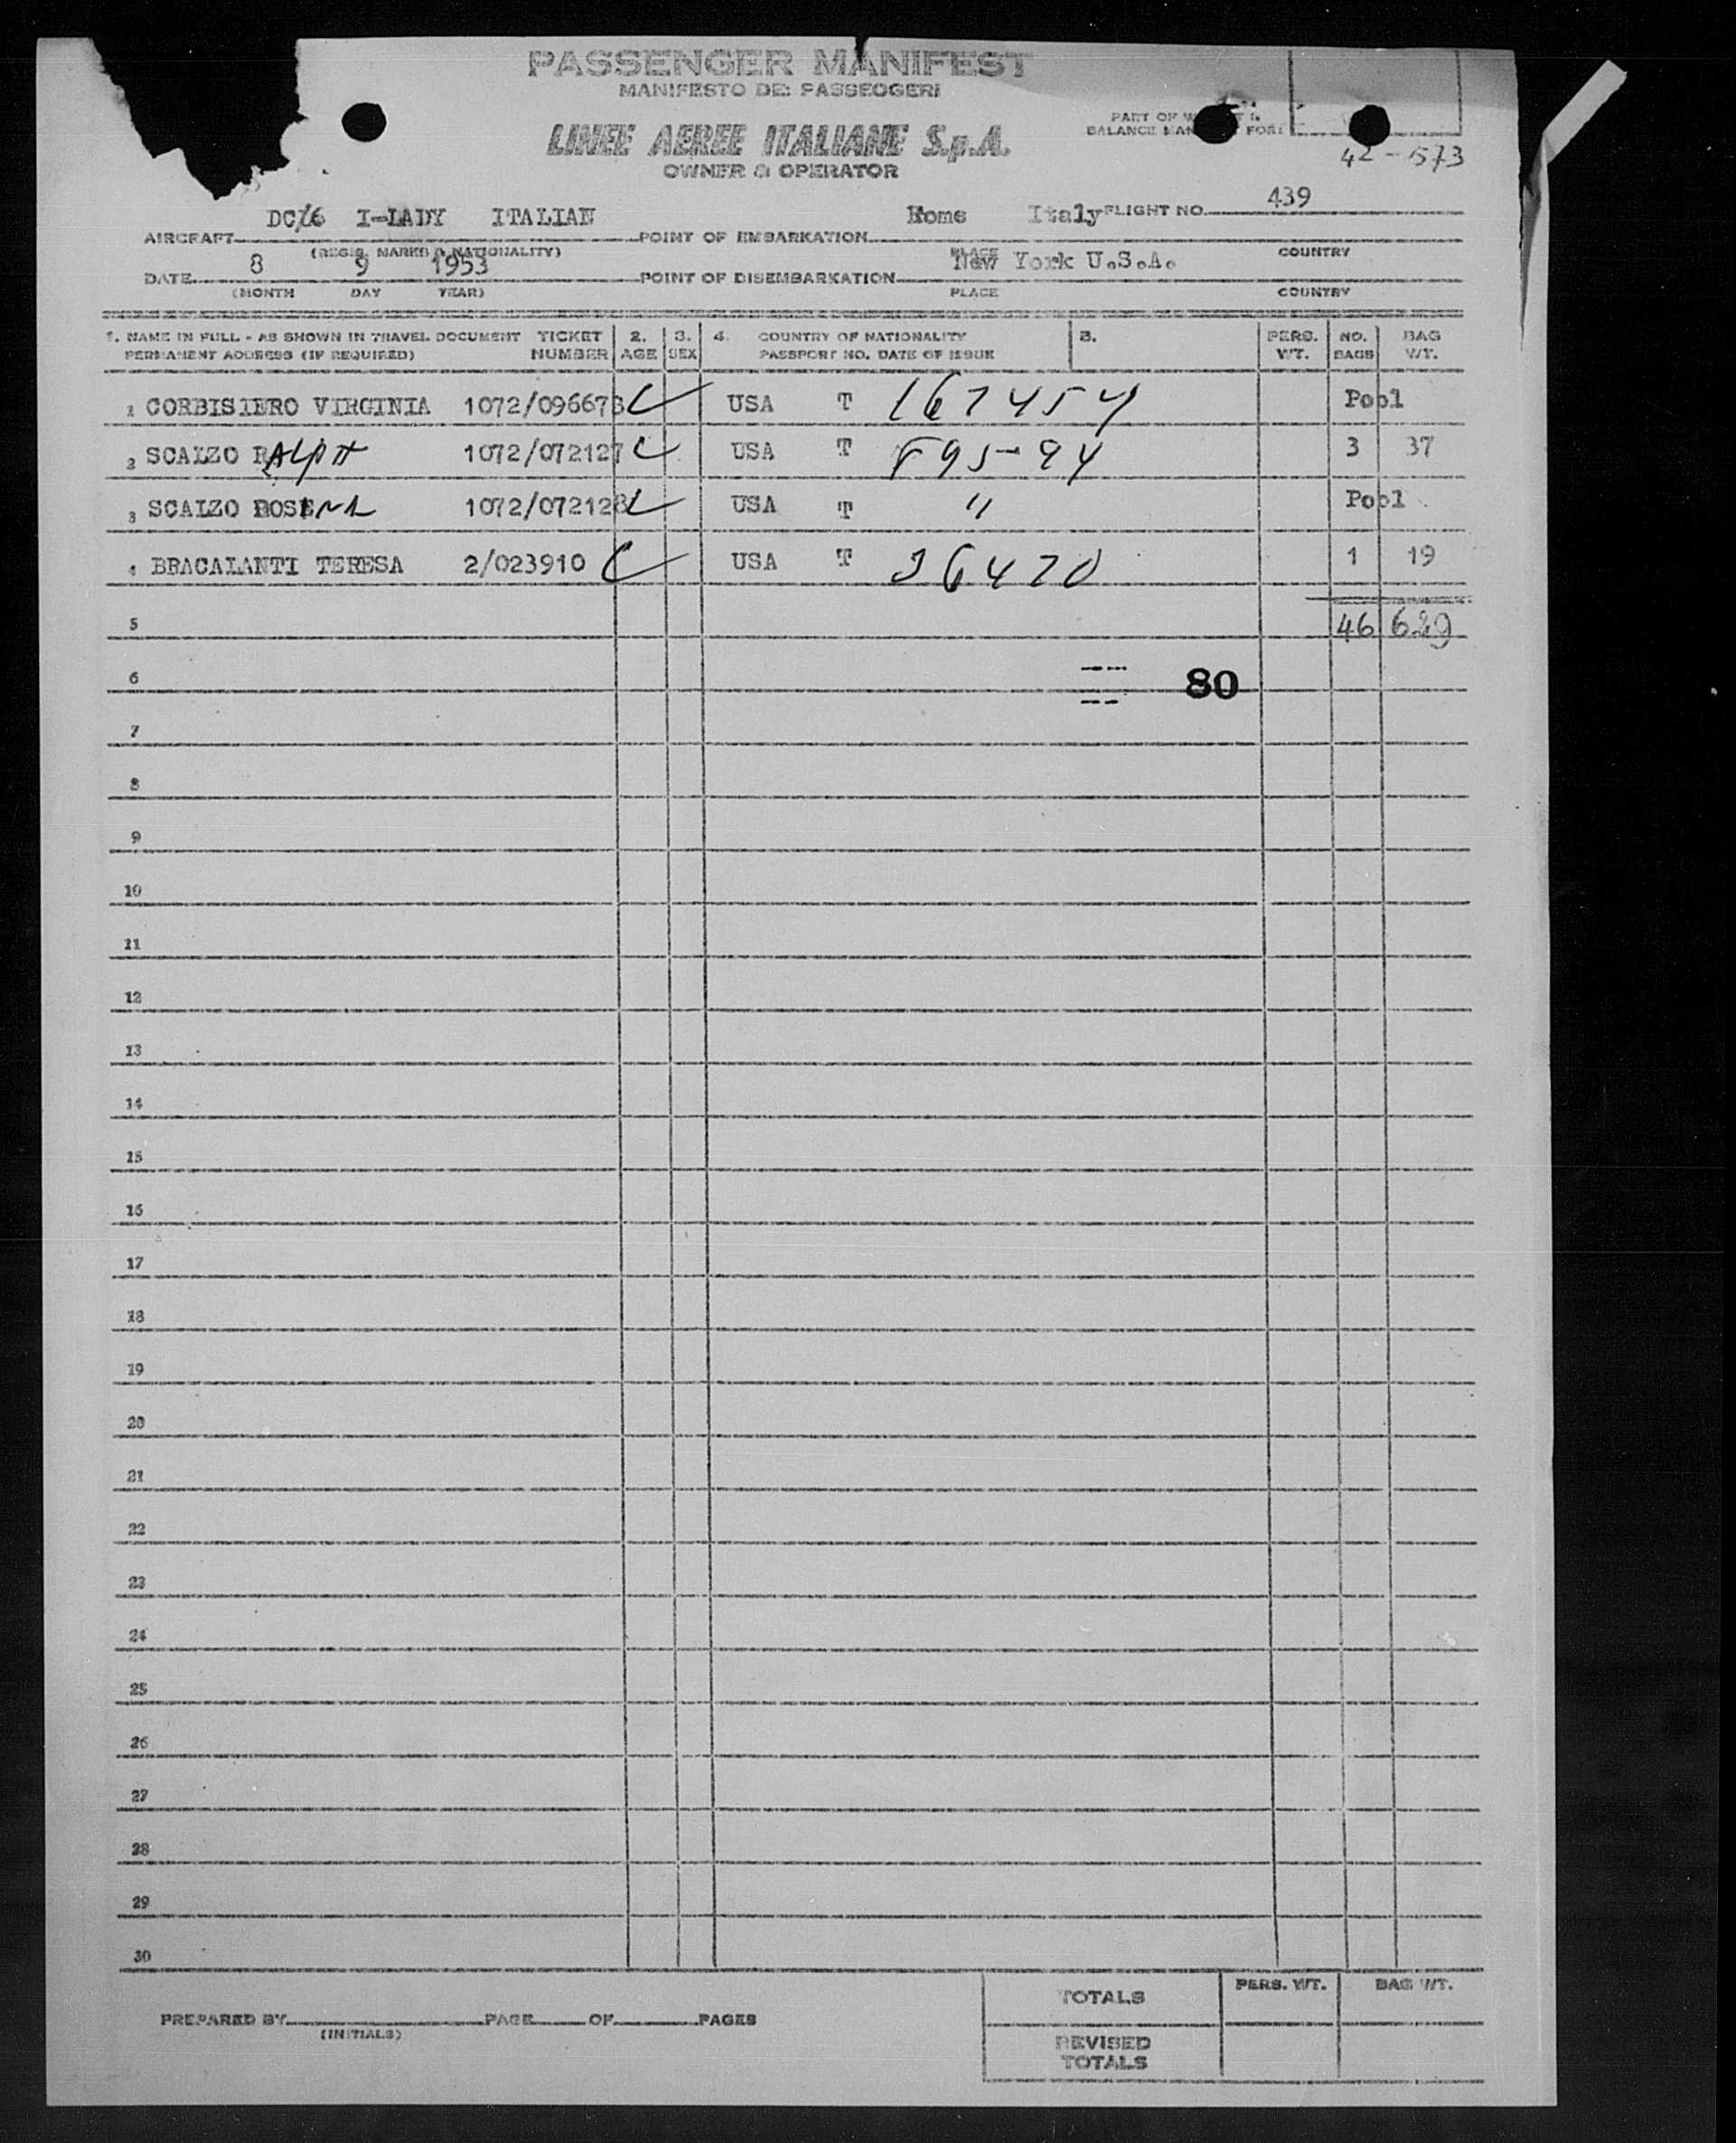 PASSENGER MANIFEST
MANIFESTO DEI PASSEGGERI
LINEE AEREE ITALIANE S.p.A.
OWNER & OPERATOR
PART OF W
BALANCE MAN FOR:
42-573
AIRCRAFT DC/6 I-LADY ITALIAN POINT OF EMBARKATION Rome Italy FLIGHT NO. 439
(REGIS. MARKS & NATIONALITY) PLACE COUNTRY
DATE 8 9 1953 POINT OF DISEMBARKATION New York U.S.A.
(MONTH DAY YEAR) PLACE COUNTRY
1. NAME IN FULL - AS SHOWN IN TRAVEL DOCUMENT TICKET 2. 3. 4. COUNTRY OF NATIONALITY 5. PERS. NO. BAG
PERMANENT ADDRESS (IF REQUIRED) NUMBER AGE SEX PASSPORT NO. DATE OF ISSUE WT. BAGS WT.
1 CORBISIERO VIRGINIA 1072/096673 USA T 167454 Pool
2 SCALZO RALPH 1072/072127 USA T 595-94 3 37
3 SCALZO ROSENA 1072/072128 USA T " Pool
4 BRACALANTI TERESA 2/023910 USA T 36470 1 19
5 46 629
6 80
7
8
9
10
11
12
13
14
15
16
17
18
19
20
21
22
23
24
25
26
27
28
29
30
TOTALS PERS. WT. BAG WT.
PREPARED BY PAGE OF PAGES
(INITIALS)
REVISED
TOTALS